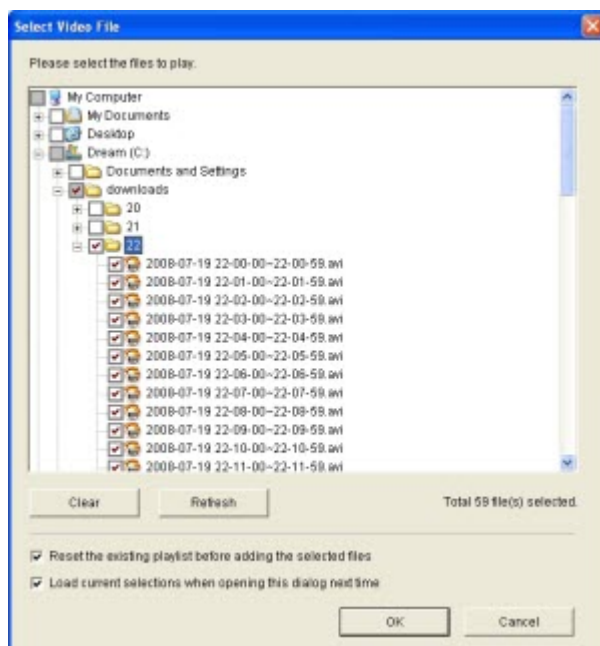 Select Video File
Please select the files to play.
My Computer
My Documents
Desktop
Dream (C:)
Documents and Settings
downloads
20
21
22
2008-07-19 22-00-00~22-00-59.avi
2008-07-19 22-01-00~22-01-59.avi
2008-07-19 22-02-00~22-02-59.avi
2008-07-19 22-03-00~22-03-59.avi
2008-07-19 22-04-00~22-04-59.avi
2008-07-19 22-05-00~22-05-59.avi
2008-07-19 22-06-00~22-06-59.avi
2008-07-19 22-07-00~22-07-59.avi
2008-07-19 22-08-00~22-08-59.avi
2008-07-19 22-09-00~22-09-59.avi
2008-07-19 22-10-00~22-10-59.avi
2008-07-19 22-11-00~22-11-59.avi
Clear Refresh Total 59 file(s) selected.
Reset the existing playlist before adding the selected files
Load current selections when opening this dialog next time
OK Cancel